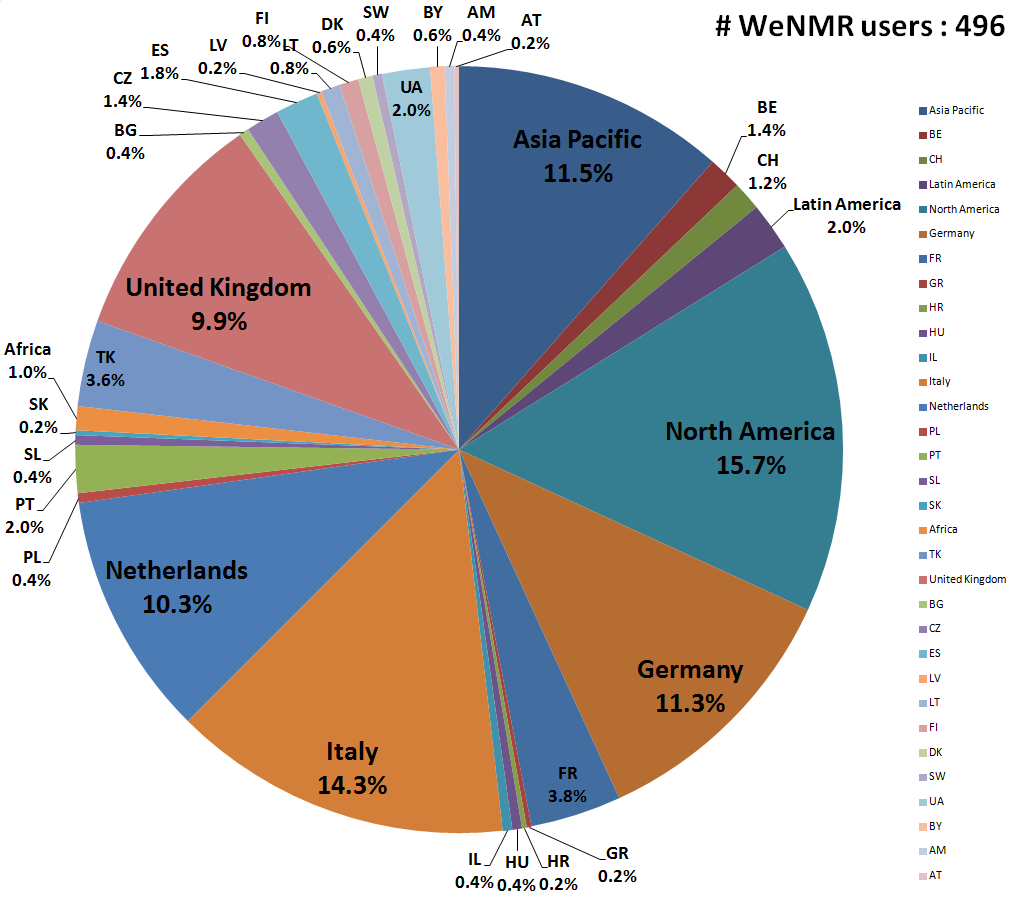 # WeNMR users : 496
Asia Pacific
11.5%
BE
1.4%
CH
1.2%
Latin America
2.0%
North America
15.7%
Germany
11.3%
FR
3.8%
GR
0.2%
HR
0.2%
HU
0.4%
IL
0.4%
Italy
14.3%
Netherlands
10.3%
PL
0.4%
PT
2.0%
SL
0.4%
SK
0.2%
Africa
1.0%
TK
3.6%
United Kingdom
9.9%
BG
0.4%
CZ
1.4%
ES
1.8%
LV
0.2%
LT
0.8%
FI
0.8%
DK
0.6%
SW
0.4%
UA
2.0%
BY
0.6%
AM
0.4%
AT
0.2%
Asia Pacific
BE
CH
Latin America
North America
Germany
FR
GR
HR
HU
IL
Italy
Netherlands
PL
PT
SL
SK
Africa
TK
United Kingdom
BG
CZ
ES
LV
LT
FI
DK
SW
UA
BY
AM
AT